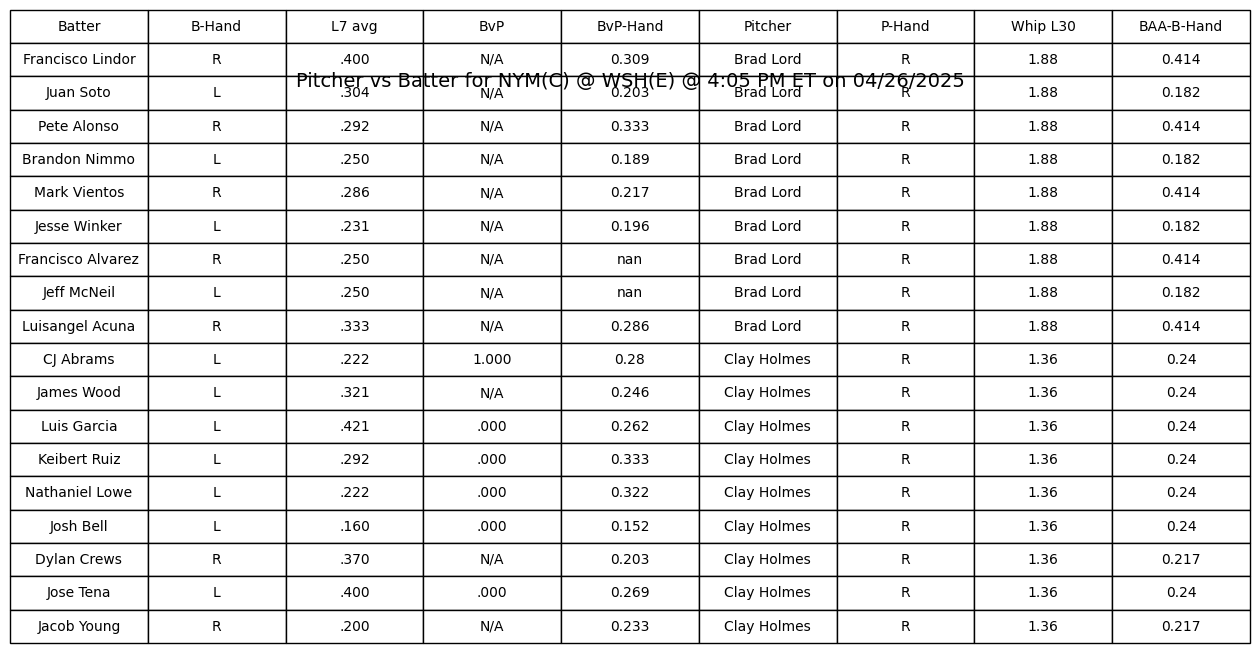 Batter B-Hand L7 avg BvP BvP-Hand Pitcher P-Hand Whip L30 BAA-B-Hand
Francisco Lindor R .400 N/A 0.309 Brad Lord R 1.88 0.414
Pitcher vs Batter for NYM(C) @ WSH(E) @ 4:05 PM ET on 04/26/2025
Juan Soto L .304 N/A 0.203 Brad Lord R 1.88 0.182
Pete Alonso R .292 N/A 0.333 Brad Lord R 1.88 0.414
Brandon Nimmo L .250 N/A 0.189 Brad Lord R 1.88 0.182
Mark Vientos R .286 N/A 0.217 Brad Lord R 1.88 0.414
Jesse Winker L .231 N/A 0.196 Brad Lord R 1.88 0.182
Francisco Alvarez R .250 N/A nan Brad Lord R 1.88 0.414
Jeff McNeil L .250 N/A nan Brad Lord R 1.88 0.182
Luisangel Acuna R .333 N/A 0.286 Brad Lord R 1.88 0.414
CJ Abrams L .222 1.000 0.28 Clay Holmes R 1.36 0.24
James Wood L .321 N/A 0.246 Clay Holmes R 1.36 0.24
Luis Garcia L .421 .000 0.262 Clay Holmes R 1.36 0.24
Keibert Ruiz L .292 .000 0.333 Clay Holmes R 1.36 0.24
Nathaniel Lowe L .222 .000 0.322 Clay Holmes R 1.36 0.24
Josh Bell L .160 .000 0.152 Clay Holmes R 1.36 0.24
Dylan Crews R .370 N/A 0.203 Clay Holmes R 1.36 0.217
Jose Tena L .400 .000 0.269 Clay Holmes R 1.36 0.24
Jacob Young R .200 N/A 0.233 Clay Holmes R 1.36 0.217